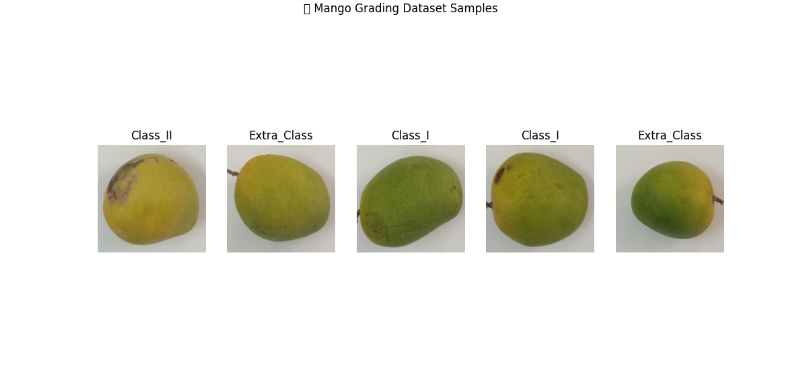 ▯ Mango Grading Dataset Samples
Class_II
Extra_Class
Class_I
Class_I
Extra_Class